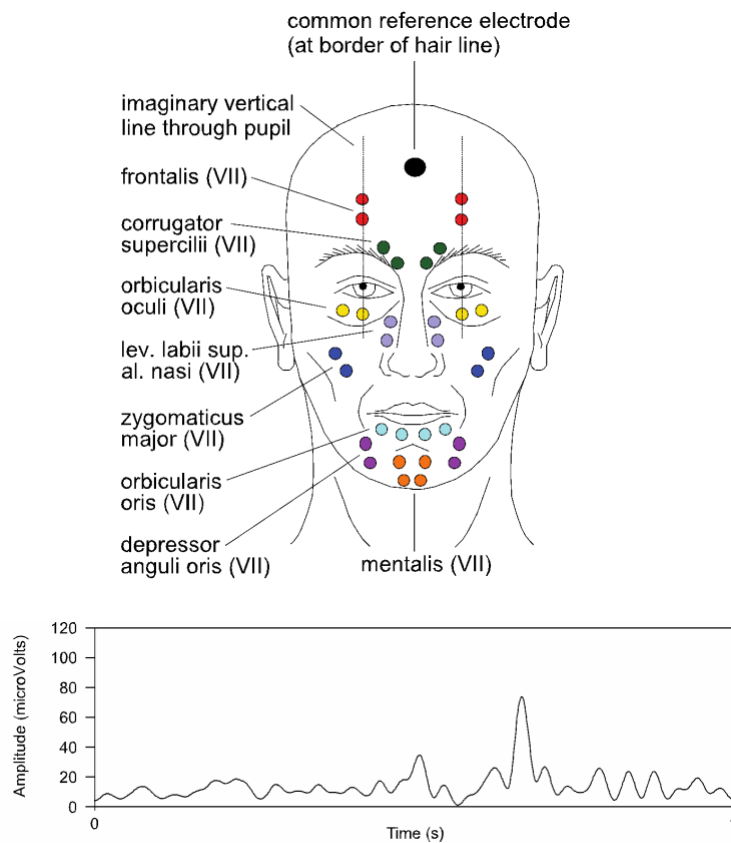 common reference electrode
(at border of hair line)
imaginary vertical
line through pupil
frontalis (VII)
corrugator
supercilii (VII)
orbicularis
oculi (VII)
lev. labii sup.
al. nasi (VII)
zygomaticus
major (VII)
orbicularis
oris (VII)
depressor
anguli oris (VII)
mentalis (VII)
Amplitude (microVolts)
120
100
80
60
40
20
0
0
Time (s)